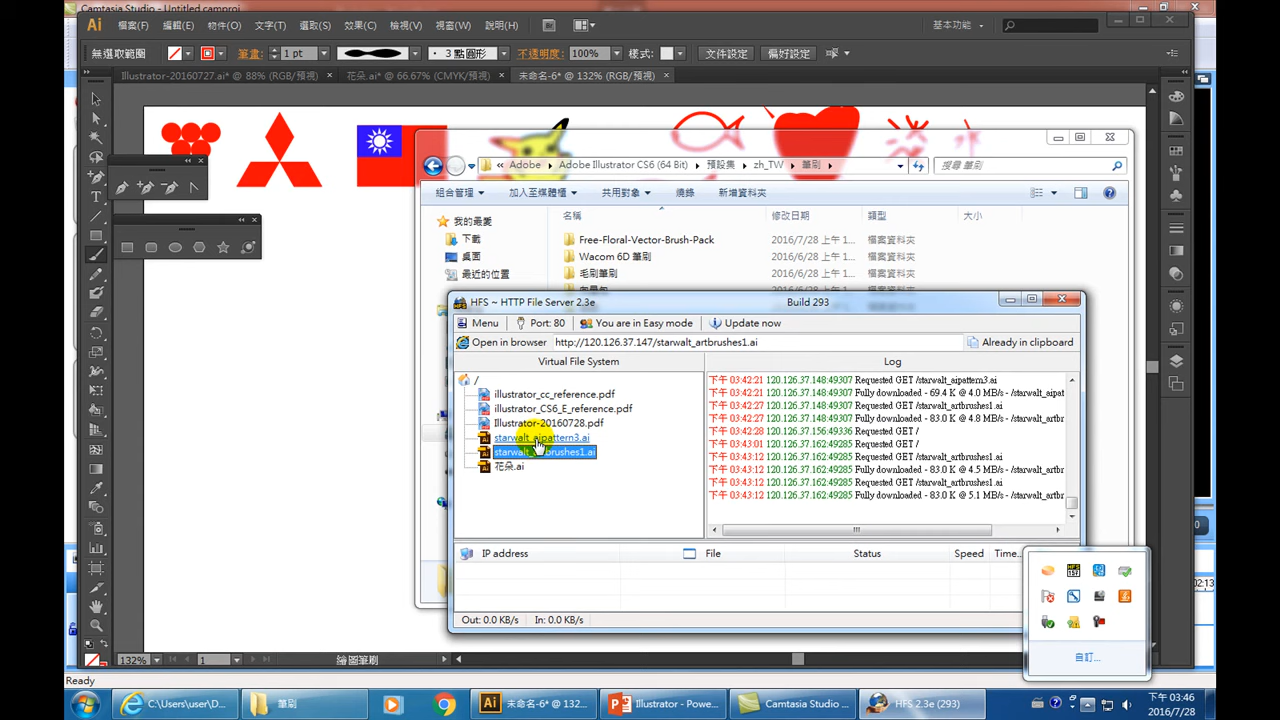 Camtasia Studio - Untitled.camproj
Ai 檔案(F) 編輯(E) 物件(O) 文字(T) 選取(S) 效果(C) 檢視(V) 視窗(W) 說明(H) Br 基本功能
無選取範圍 筆畫: 1 pt 3 點圓形 不透明度: 100% 樣式: 文件設定 偏好設定
Illustrator-20160727.ai* @ 88% (RGB/預視) × 花朵.ai* @ 66.67% (CMYK/預視) × 未命名-6* @ 132% (RGB/預視) ×
« Adobe Adobe Illustrator CS6 (64 Bit) 預設集 zh_TW 筆刷 搜尋 筆刷
組合管理 加入至媒體櫃 共用對象 燒錄 新增資料夾
我的最愛 名稱 修改日期 類型 大小
下載 Free-Floral-Vector-Brush-Pack 2016/7/28 上午 1... 檔案資料夾
桌面 Wacom 6D 筆刷 2016/6/28 上午 1... 檔案資料夾
最近的位置 毛刷筆刷 2016/6/28 上午 1... 檔案資料夾
HFS ~ HTTP File Server 2.3e Build 293
Menu Port: 80 You are in Easy mode Update now
Open in browser http://120.126.37.147/starwalt_artbrushes1.ai Already in clipboard
Virtual File System Log
/
illustrator_cc_reference.pdf
illustrator_CS6_E_reference.pdf
Illustrator-20160728.pdf
starwalt_aipattern3.ai
starwalt_artbrushes1.ai
花朵.ai
下午 03:42:21 120.126.37.148:49307 Requested GET /starwalt_aipattern3.ai
下午 03:42:21 120.126.37.148:49307 Fully downloaded - 69.4 K @ 4.0 MB/s - /starwalt_aipat
下午 03:42:27 120.126.37.148:49307 Requested GET /starwalt_artbrushes1.ai
下午 03:42:27 120.126.37.148:49307 Fully downloaded - 83.0 K @ 4.8 MB/s - /starwalt_artbr
下午 03:42:56 120.126.37.158:49336 Requested GET /
下午 03:43:01 120.126.37.162:49285 Requested GET /
下午 03:43:12 120.126.37.162:49285 Requested GET /starwalt_artbrushes1.ai
下午 03:43:12 120.126.37.162:49285 Fully downloaded - 83.0 K @ 4.5 MB/s - /starwalt_artbr
下午 03:43:12 120.126.37.162:49285 Requested GET /starwalt_artbrushes1.ai
下午 03:43:12 120.126.37.162:49285 Fully downloaded - 83.0 K @ 5.1 MB/s - /starwalt_artbr
IP address File Status Speed Time...
Out: 0.0 KB/s In: 0.0 KB/s
自訂...
132% 1 繪圖筆刷
Ready
C:\Users\user\D... 筆刷 未命名-6* @ 132... Illustrator - Powe... Camtasia Studio ... HFS 2.3e (293)
下午 03:46
2016/7/28